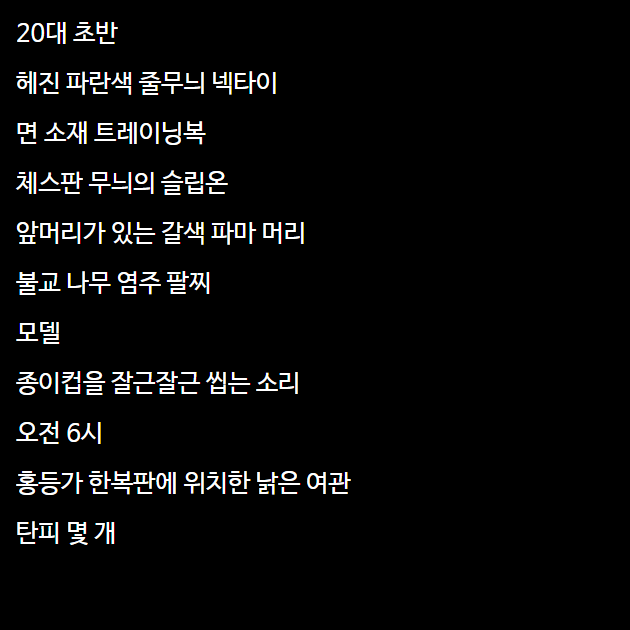 20대 초반
헤진 파란색 줄무늬 넥타이
면 소재 트레이닝복
체스판 무늬의 슬립온
앞머리가 있는 갈색 파마 머리
불교 나무 염주 팔찌
모델
종이컵을 잘근잘근 씹는 소리
오전 6시
홍등가 한복판에 위치한 낡은 여관
탄피 몇 개